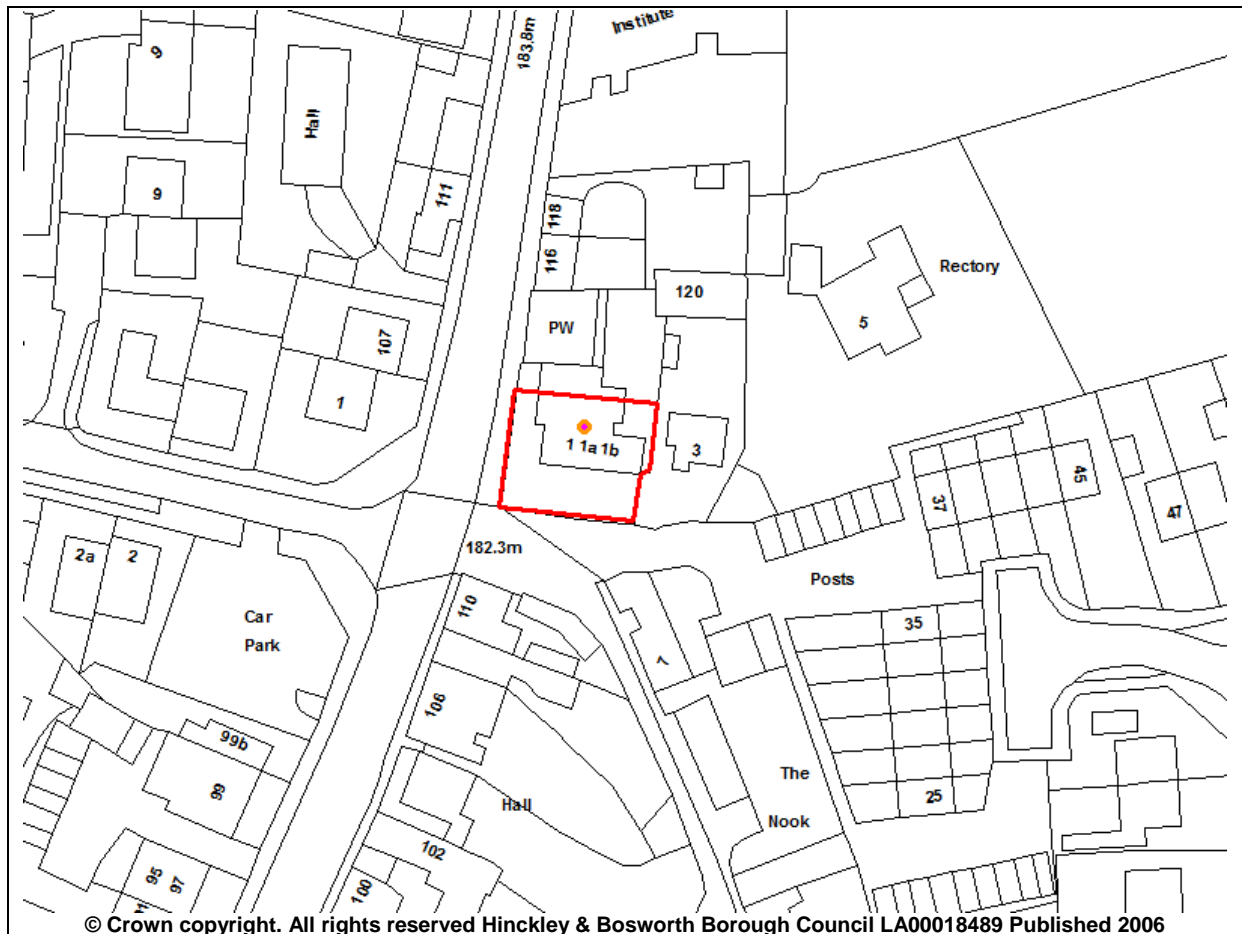 Institute
183.8m
9
Hall
9
111
118
116
120
Rectory
5
PW
107
1
1 1a 1b
3
45
37
47
182.3m
2a
2
Posts
Car
Park
110
7
35
106
99b
99
The
Nook
25
Hall
102
95
97
100
© Crown copyright. All rights reserved Hinckley & Bosworth Borough Council LA00018489 Published 2006